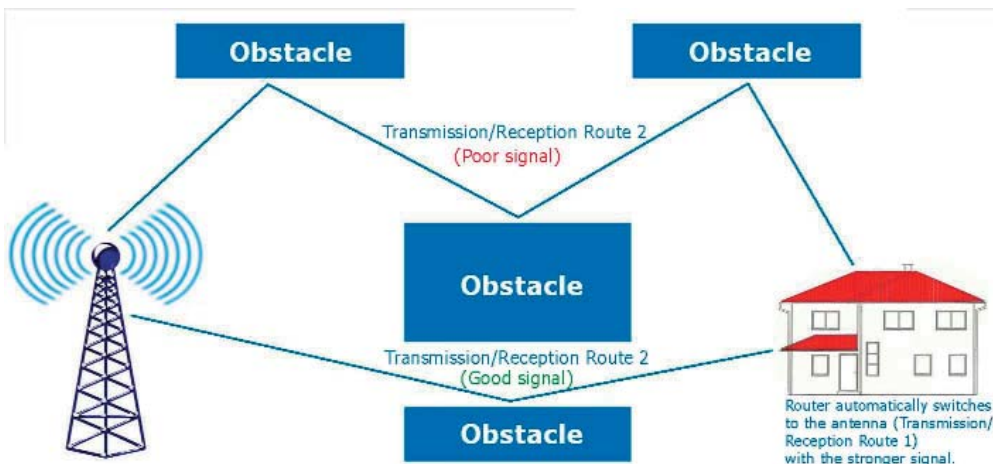 Obstacle
Obstacle
Transmission/Reception Route 2
(Poor signal)
Obstacle
Transmission/Reception Route 2
(Good signal)
Obstacle
Router automatically switches
to the antenna (Transmission/
Reception Route 1)
with the stronger signal.